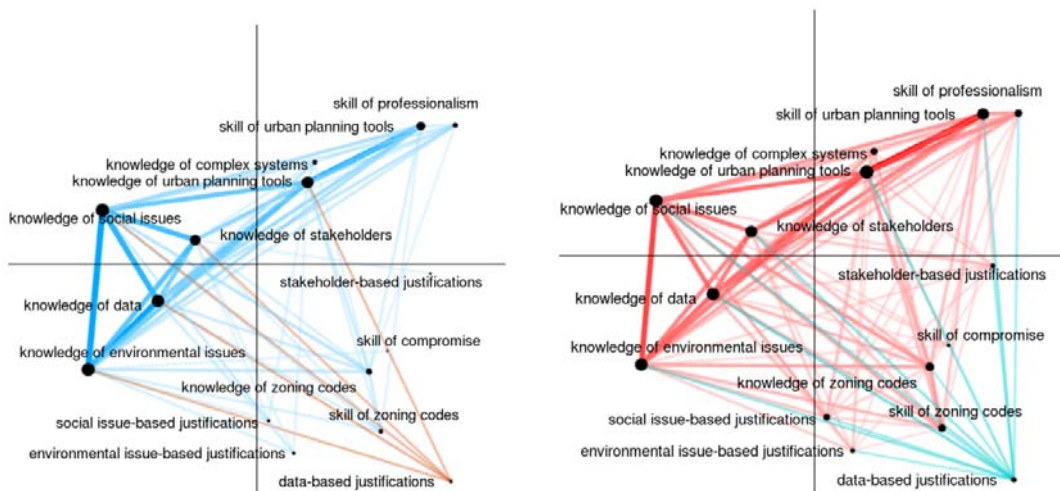 skill of professionalism
skill of urban planning tools
knowledge of complex systems
knowledge of urban planning tools
knowledge of social issues
knowledge of stakeholders
stakeholder-based justifications
knowledge of data
skill of compromise
knowledge of environmental issues
knowledge of zoning codes
skill of zoning codes
social issue-based justifications
environmental issue-based justifications
data-based justifications
skill of professionalism
skill of urban planning tools
knowledge of complex systems
knowledge of urban planning tools
knowledge of social issues
knowledge of stakeholders
stakeholder-based justifications
knowledge of data
skill of compromise
knowledge of environmental issues
knowledge of zoning codes
skill of zoning codes
social issue-based justifications
environmental issue-based justifications
data-based justifications